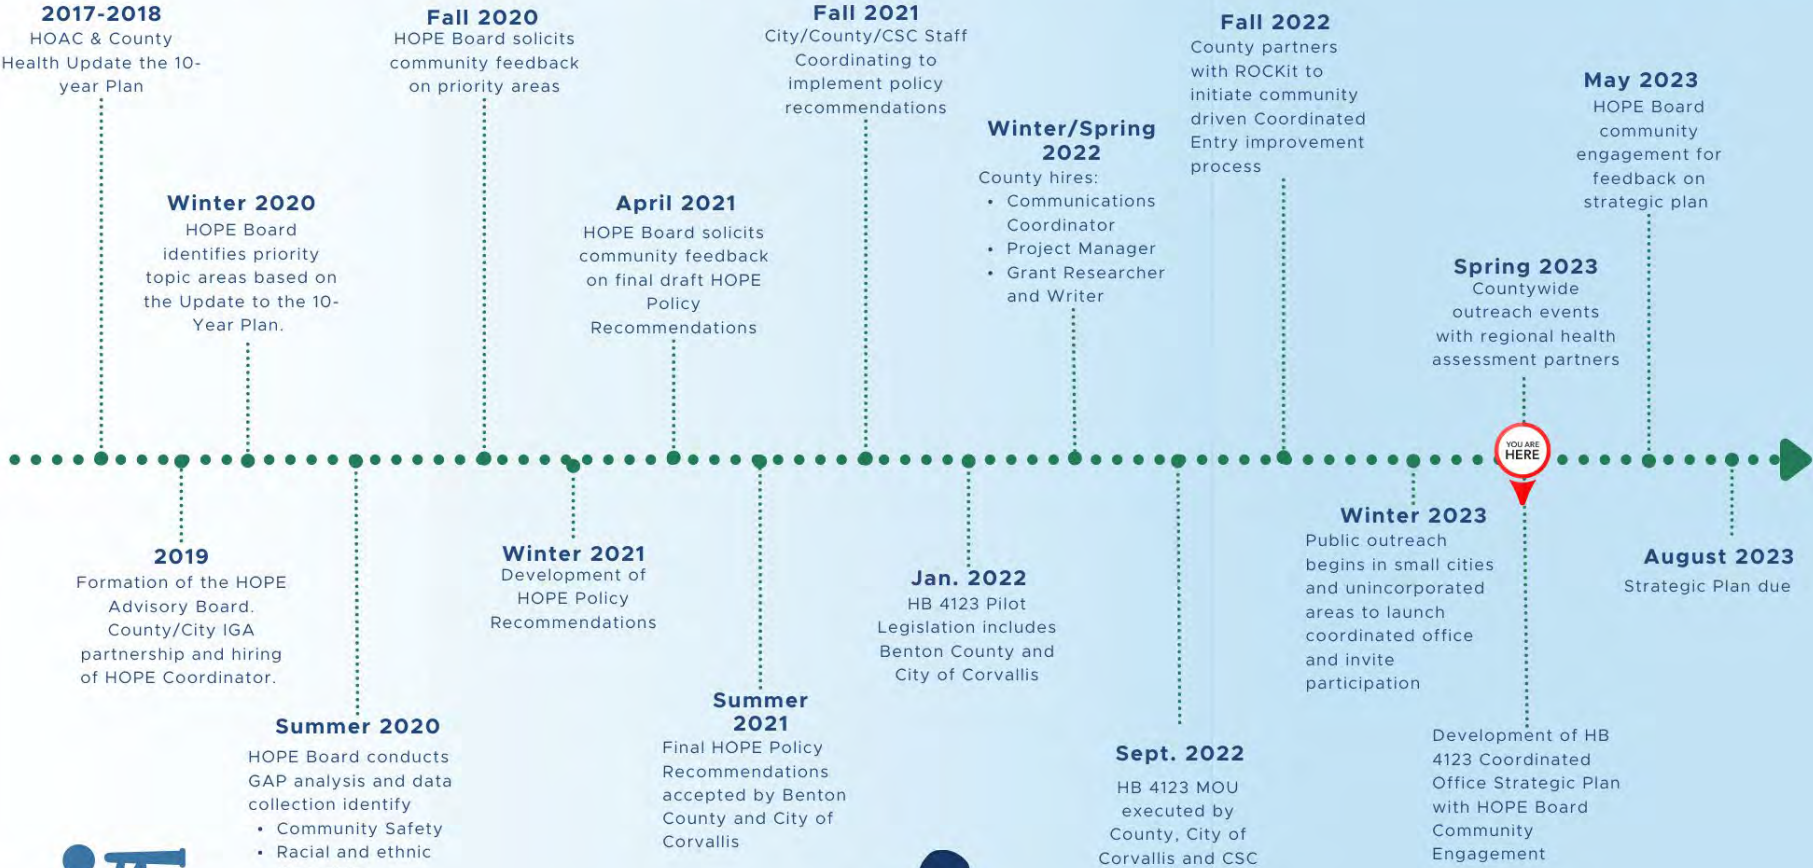 2017-2018
HOAC & County
Health Update the 10-
year Plan
Winter 2020
HOPE Board
identifies priority
topic areas based on
the Update to the 10-
Year Plan.
Fall 2020
HOPE Board solicits
community feedback
on priority areas
April 2021
HOPE Board solicits
community feedback
on final draft HOPE
Policy
Recommendations
Fall 2021
City/County/CSC Staff
Coordinating to
implement policy
recommendations
Winter/Spring
2022
County hires:
• Communications
Coordinator
• Project Manager
• Grant Researcher
and Writer
Fall 2022
County partners
with ROCKit to
initiate community
driven Coordinated
Entry improvement
process
Spring 2023
Countywide
outreach events
with regional health
assessment partners
May 2023
HOPE Board
community
engagement for
feedback on
strategic plan
YOU ARE
HERE
2019
Formation of the HOPE
Advisory Board.
County/City IGA
partnership and hiring
of HOPE Coordinator.
Summer 2020
HOPE Board conducts
GAP analysis and data
collection identify
• Community Safety
• Racial and ethnic
Winter 2021
Development of
HOPE Policy
Recommendations
Summer
2021
Final HOPE Policy
Recommendations
accepted by Benton
County and City of
Corvallis
Jan. 2022
HB 4123 Pilot
Legislation includes
Benton County and
City of Corvallis
Sept. 2022
HB 4123 MOU
executed by
County, City of
Corvallis and CSC
Winter 2023
Public outreach
begins in small cities
and unincorporated
areas to launch
coordinated office
and invite
participation
Development of HB
4123 Coordinated
Office Strategic Plan
with HOPE Board
Community
Engagement
August 2023
Strategic Plan due